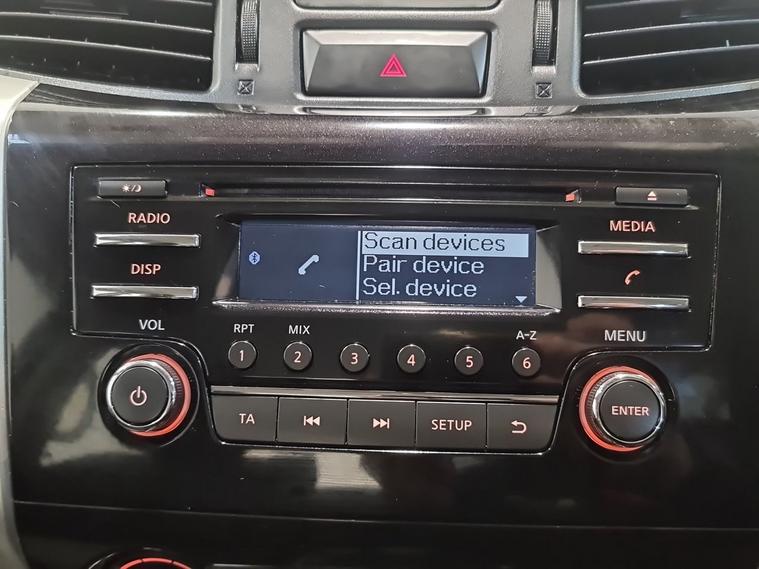 RADIO
MEDIA
Scan devices
Pair device
Sel. device
DISP
VOL
MENU
RPT
MIX
A-Z
1
2
3
4
5
6
TA
SETUP
ENTER